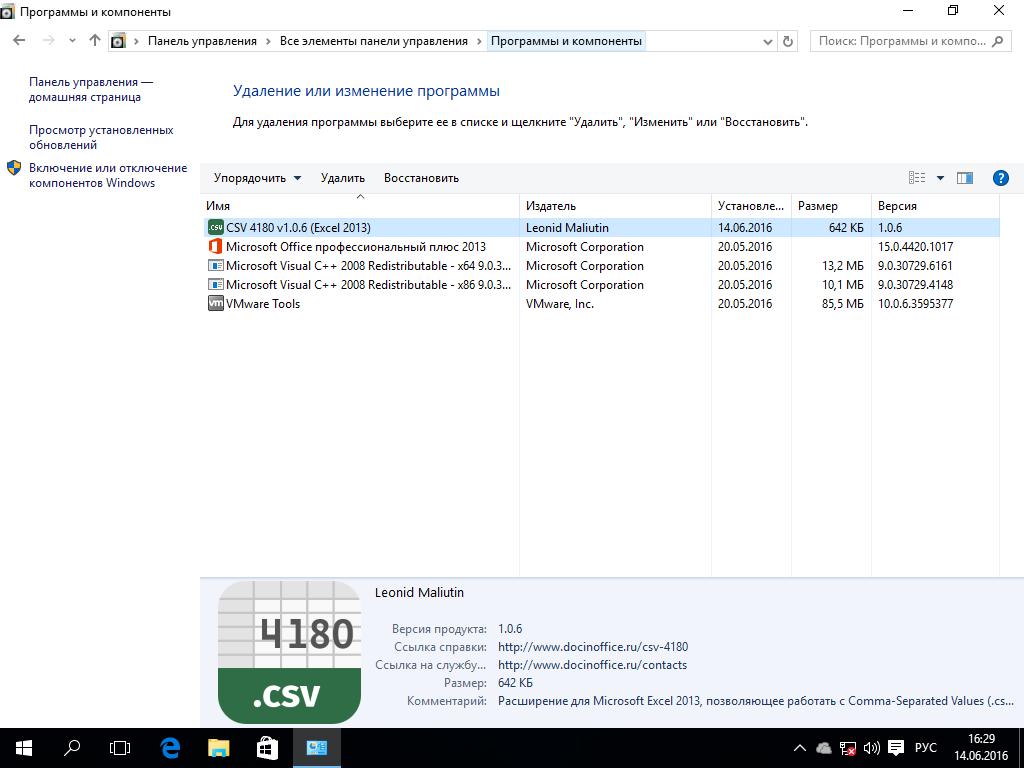 Программы и компоненты
Панель управления Все элементы панели управления Программы и компоненты
Поиск: Программы и компо...
Панель управления —
домашняя страница
Просмотр установленных
обновлений
Включение или отключение
компонентов Windows
Удаление или изменение программы
Для удаления программы выберите ее в списке и щелкните "Удалить", "Изменить" или "Восстановить".
Упорядочить Удалить Восстановить ?
Имя Издатель Установле... Размер Версия
.csv CSV 4180 v1.0.6 (Excel 2013) Leonid Maliutin 14.06.2016 642 КБ 1.0.6
Microsoft Office профессиональный плюс 2013 Microsoft Corporation 20.05.2016 15.0.4420.1017
Microsoft Visual C++ 2008 Redistributable - x64 9.0.3... Microsoft Corporation 20.05.2016 13,2 МБ 9.0.30729.6161
Microsoft Visual C++ 2008 Redistributable - x86 9.0.3... Microsoft Corporation 20.05.2016 10,1 МБ 9.0.30729.4148
vm VMware Tools VMware, Inc. 20.05.2016 85,5 МБ 10.0.6.3595377
4180
.csv
Leonid Maliutin
Версия продукта: 1.0.6
Ссылка справки: http://www.docinoffice.ru/csv-4180
Ссылка на службу... http://www.docinoffice.ru/contacts
Размер: 642 КБ
Комментарий: Расширение для Microsoft Excel 2013, позволяющее работать с Comma-Separated Values (.cs...
РУС
16:29
14.06.2016